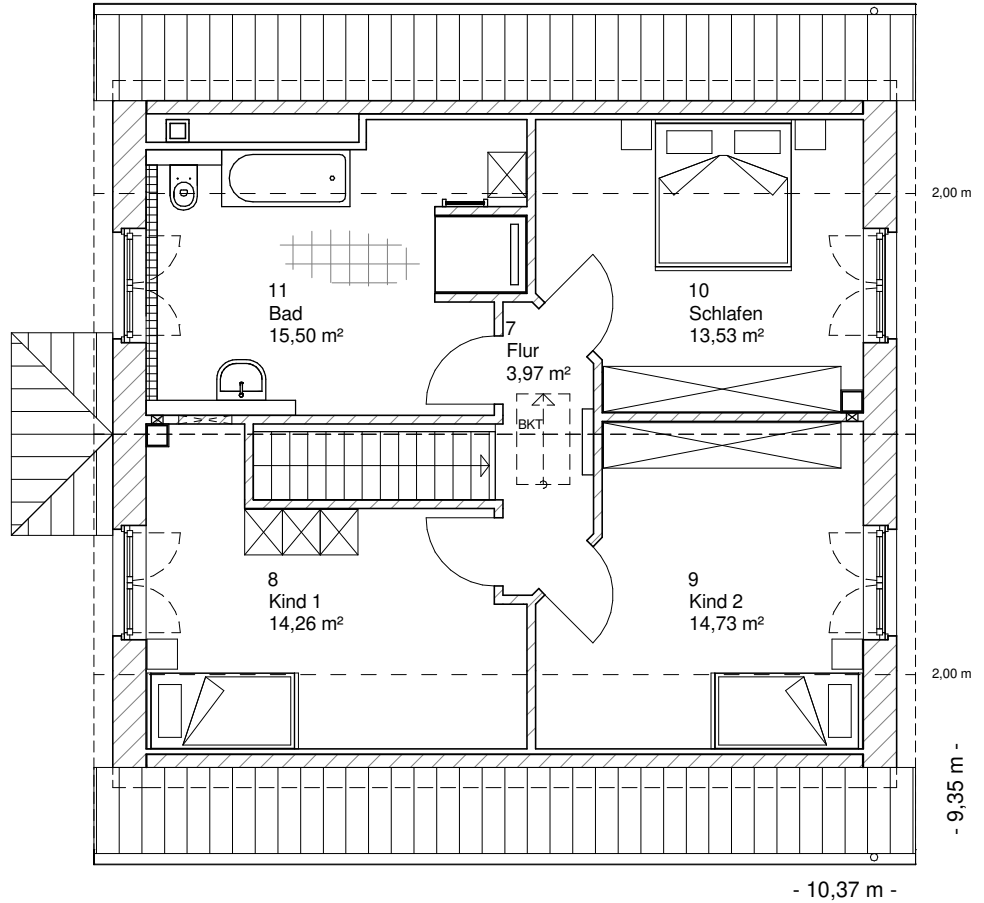 2,00 m
11
Bad
15,50 m²
10
Schlafen
13,53 m²
7
Flur
3,97 m²
BKT
8
Kind 1
14,26 m²
9
Kind 2
14,73 m²
2,00 m
- 9,35 m -
- 10,37 m -